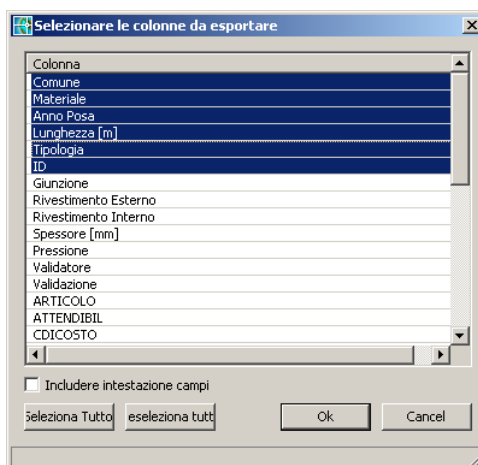 Selezionare le colonne da esportare
Colonna
Comune
Materiale
Anno Posa
Lunghezza [m]
Tipologia
ID
Giunzione
Rivestimento Esterno
Rivestimento Interno
Spessore [mm]
Pressione
Validatore
Validazione
ARTICOLO
ATTENDIBIL
CDICOSTO
Includere intestazione campi
Seleziona Tutto eseleziona tutt Ok Cancel